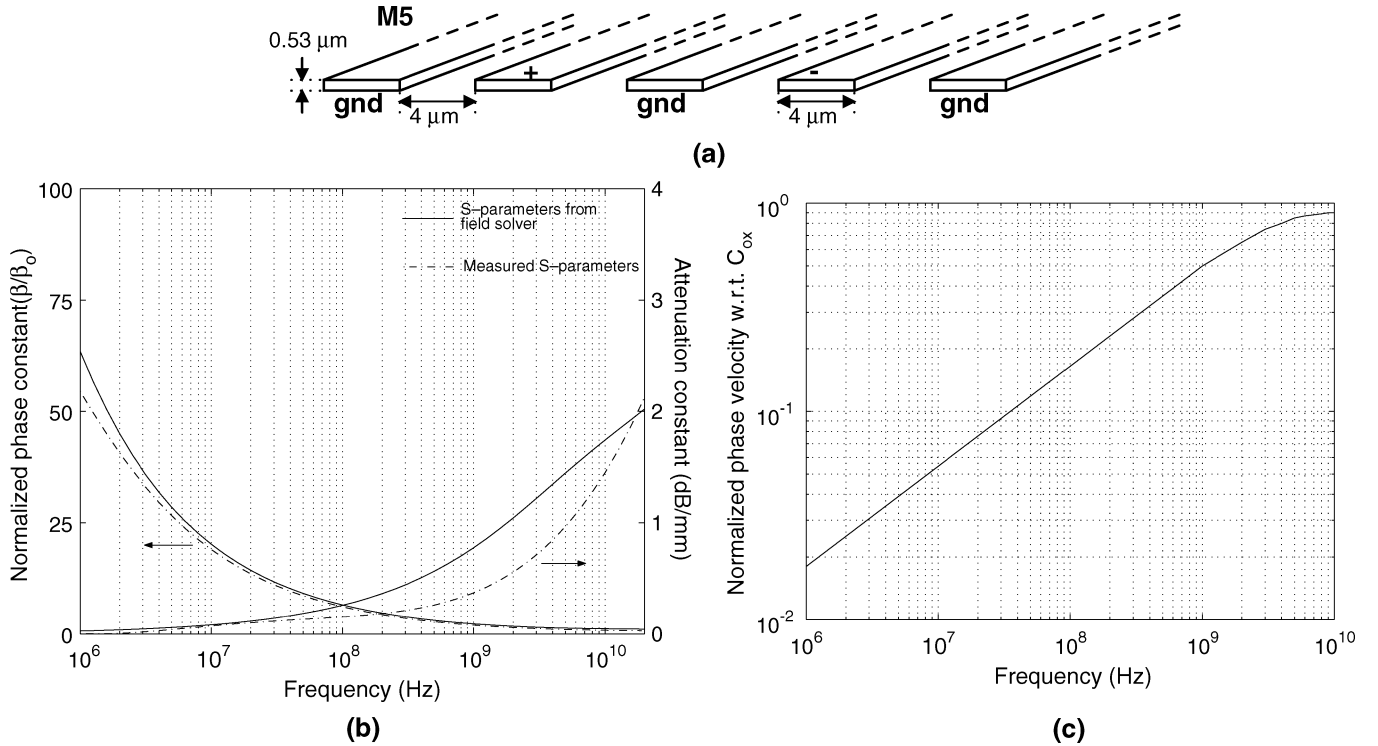 M5
0.53 μm
+
-
gnd
gnd
gnd
4 μm
4 μm
(a)
100
75
50
25
0
Normalized phase constant(β/βo)
4
3
2
1
0
Attenuation constant (dB/mm)
S–parameters from
field solver
Measured S–parameters
10^6
10^7
10^8
10^9
10^10
Frequency (Hz)
(b)
10^0
10^-1
10^-2
Normalized phase velocity w.r.t. Cox
10^6
10^7
10^8
10^9
10^10
Frequency (Hz)
(c)